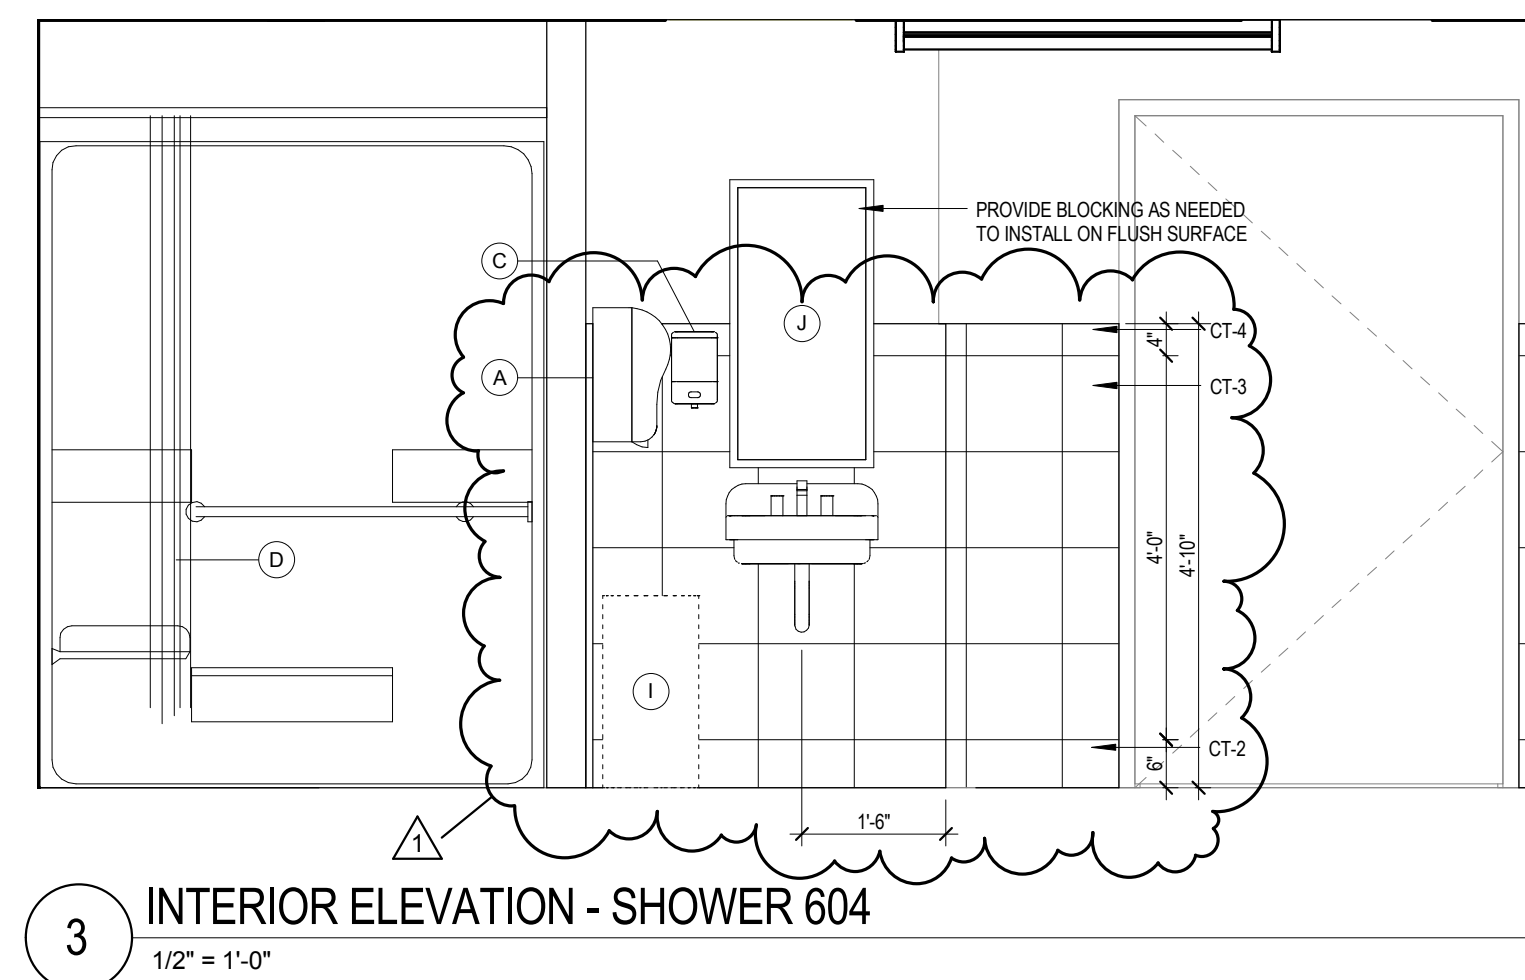 PROVIDE BLOCKING AS NEEDED
TO INSTALL ON FLUSH SURFACE
C
J
4"
CT-4
A
CT-3
4'-0"
4'-10"
D
I
CT-2
6"
1'-6"
1
3
INTERIOR ELEVATION - SHOWER 604
1/2" = 1'-0"